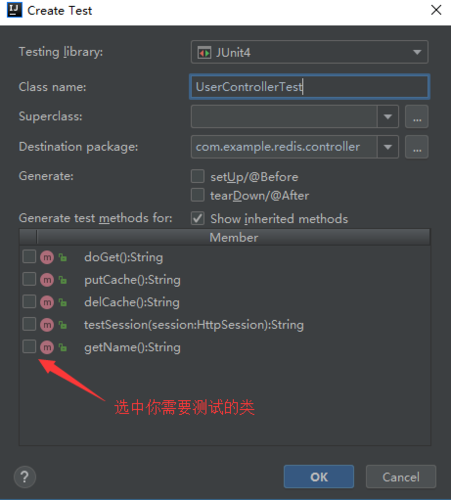 Create Test
Testing library: JUnit4
Class name: UserControllerTest
Superclass: ...
Destination package: com.example.redis.controller ...
Generate: setUp/@Before
tearDown/@After
Generate test methods for: Show inherited methods
Member
m doGet():String
m putCache():String
m delCache():String
m testSession(session:HttpSession):String
m getName():String
选中你需要测试的类
? OK Cancel